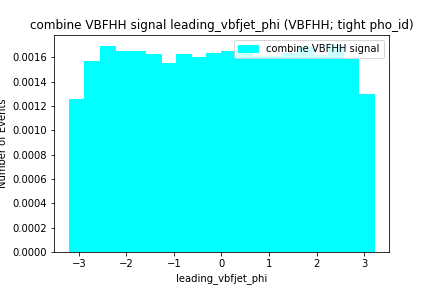 combine VBFHH signal leading_vbfjet_phi (VBFHH; tight pho_id)
combine VBFHH signal
Number of Events
0.0016
0.0014
0.0012
0.0010
0.0008
0.0006
0.0004
0.0002
0.0000
−3 −2 −1 0 1 2 3
leading_vbfjet_phi